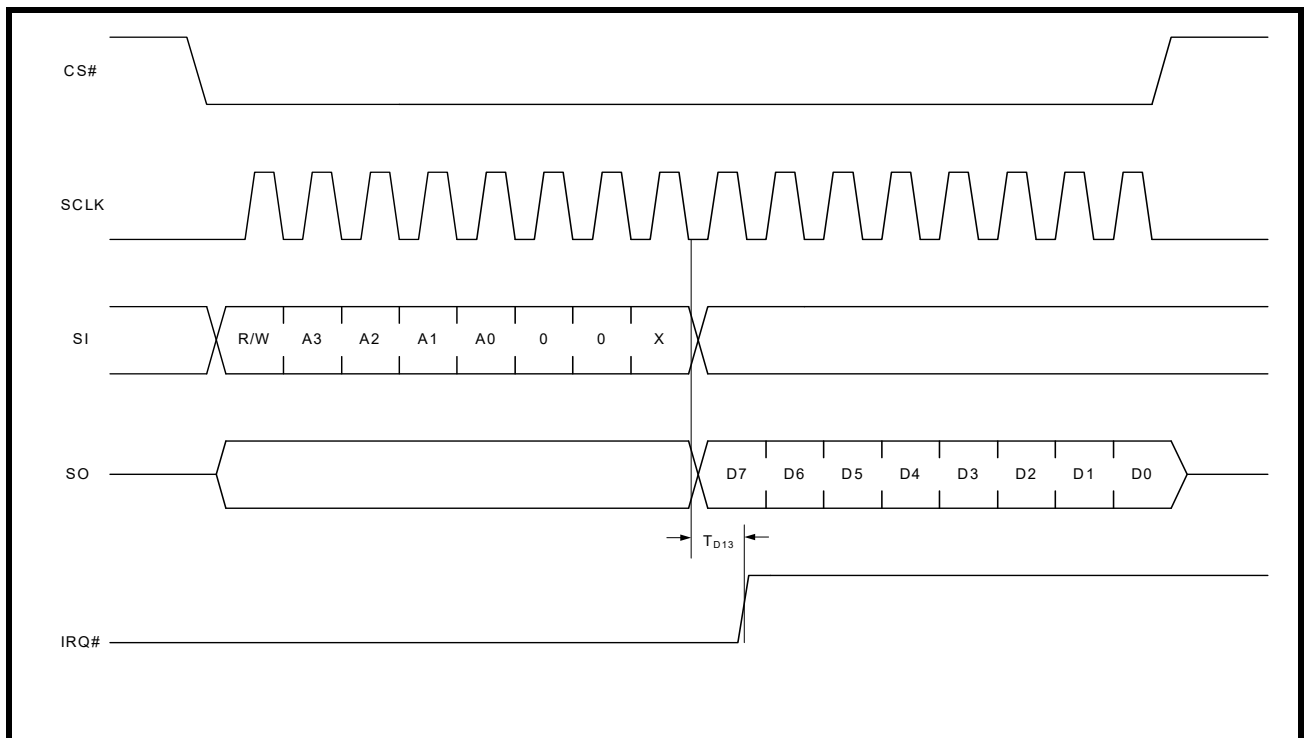 CS#
SCLK
SI R/W A3 A2 A1 A0 0 0 X
SO D7 D6 D5 D4 D3 D2 D1 D0
TD13
IRQ#